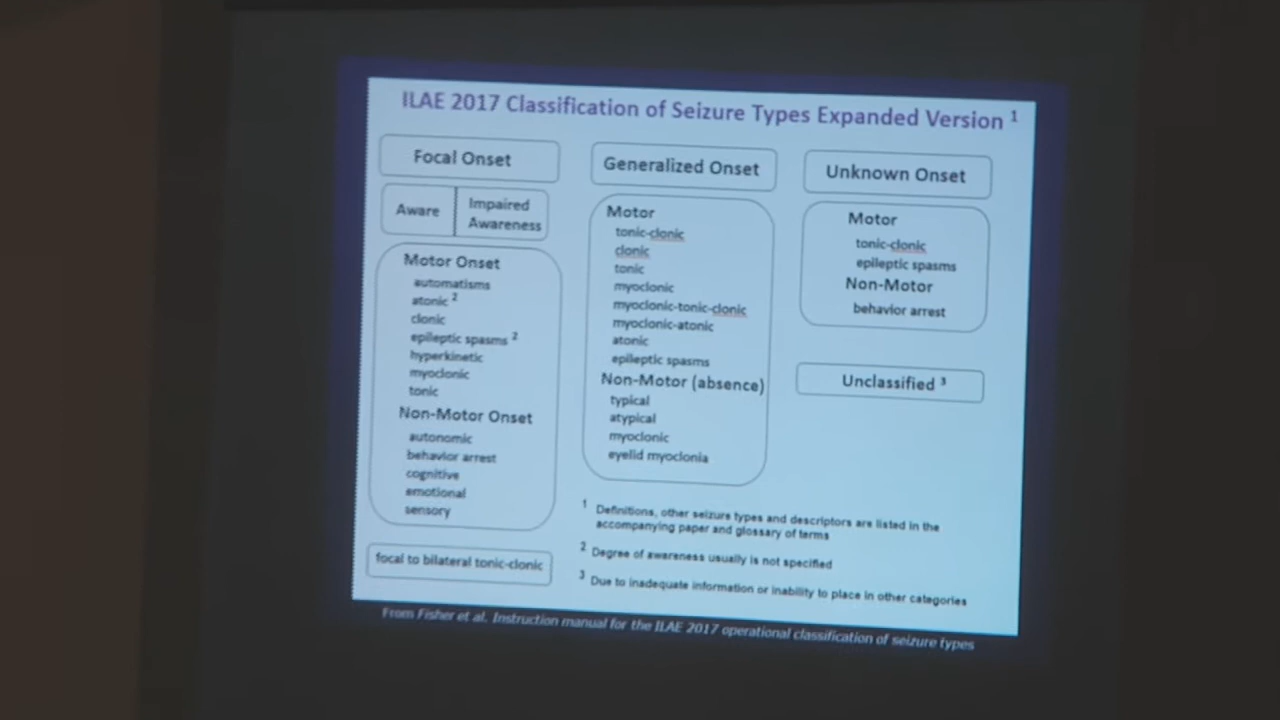 ILAE 2017 Classification of Seizure Types Expanded Version ¹
Focal Onset
Aware
Impaired
Awareness
Motor Onset
automatisms
atonic ²
clonic
epileptic spasms ²
hyperkinetic
myoclonic
tonic
Non-Motor Onset
autonomic
behavior arrest
cognitive
emotional
sensory
focal to bilateral tonic-clonic
Generalized Onset
Motor
tonic-clonic
clonic
tonic
myoclonic
myoclonic-tonic-clonic
myoclonic-atonic
atonic
epileptic spasms
Non-Motor (absence)
typical
atypical
myoclonic
eyelid myoclonia
Unknown Onset
Motor
tonic-clonic
epileptic spasms
Non-Motor
behavior arrest
Unclassified ³
¹ Definitions, other seizure types and descriptors are listed in the
accompanying paper and glossary of terms
² Degree of awareness usually is not specified
³ Due to inadequate information or inability to place in other categories
From Fisher et al. Instruction manual for the ILAE 2017 operational classification of seizure types